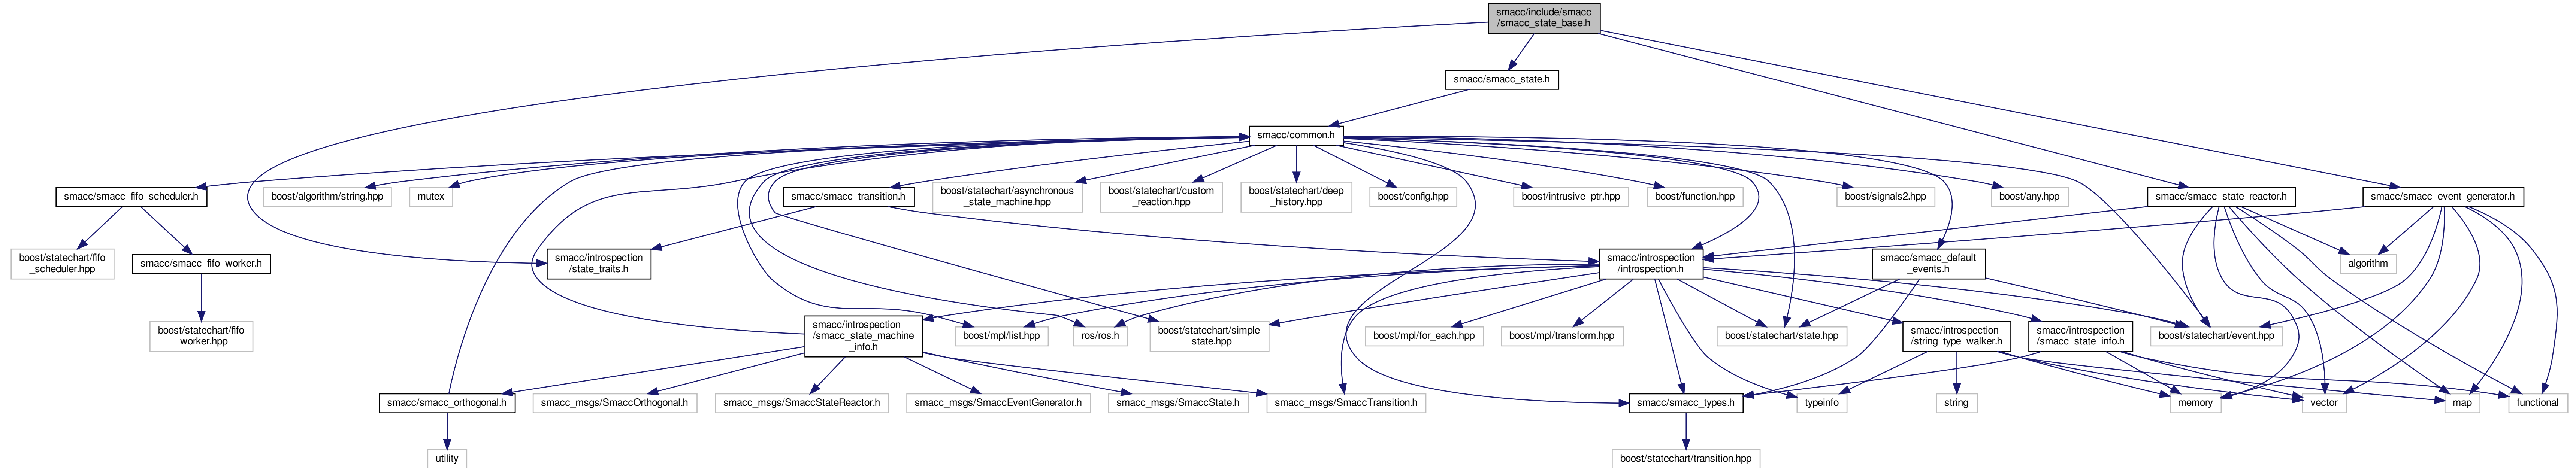 smacc/include/smacc
/smacc_state_base.h
smacc/smacc_state.h
smacc/common.h
smacc/smacc_fifo_scheduler.h
boost/algorithm/string.hpp
mutex
smacc/smacc_transition.h
boost/statechart/asynchronous
_state_machine.hpp
boost/statechart/custom
_reaction.hpp
boost/statechart/deep
_history.hpp
boost/config.hpp
boost/intrusive_ptr.hpp
boost/function.hpp
boost/signals2.hpp
boost/any.hpp
smacc/smacc_state_reactor.h
smacc/smacc_event_generator.h
boost/statechart/fifo
_scheduler.hpp
smacc/smacc_fifo_worker.h
smacc/introspection
/state_traits.h
smacc/introspection
/introspection.h
smacc/smacc_default
_events.h
algorithm
boost/statechart/fifo
_worker.hpp
smacc/introspection
/smacc_state_machine
_info.h
boost/mpl/list.hpp
ros/ros.h
boost/statechart/simple
_state.hpp
boost/mpl/for_each.hpp
boost/mpl/transform.hpp
boost/statechart/state.hpp
smacc/introspection
/string_type_walker.h
smacc/introspection
/smacc_state_info.h
boost/statechart/event.hpp
smacc/smacc_orthogonal.h
smacc_msgs/SmaccOrthogonal.h
smacc_msgs/SmaccStateReactor.h
smacc_msgs/SmaccEventGenerator.h
smacc_msgs/SmaccState.h
smacc_msgs/SmaccTransition.h
smacc/smacc_types.h
typeinfo
string
memory
vector
map
functional
utility
boost/statechart/transition.hpp